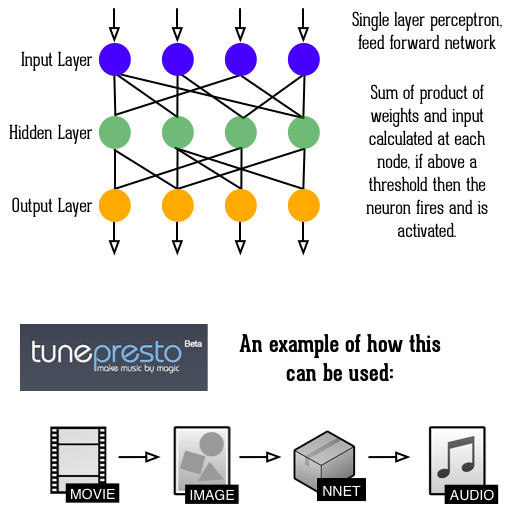 Single layer perceptron,
feed forward network
Input Layer
Sum of product of
weights and input
calculated at each
node, if above a
threshold then the
neuron fires and is
activated.
Hidden Layer
Output Layer
tunepresto Beta
make music by magic
An example of how this
can be used:
MOVIE
IMAGE
NNET
AUDIO